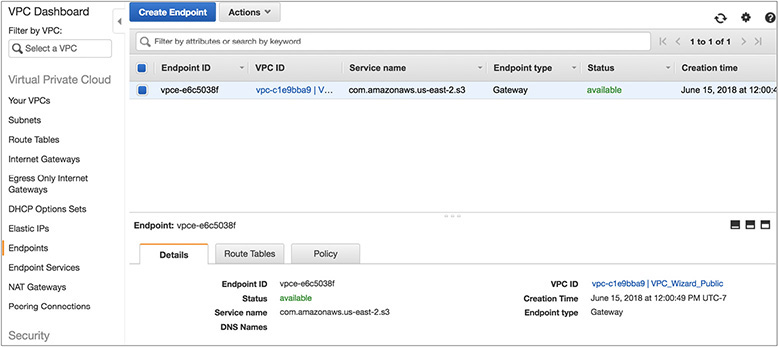 VPC Dashboard
Filter by VPC:
Select a VPC
Virtual Private Cloud
Your VPCs
Subnets
Route Tables
Internet Gateways
Egress Only Internet
Gateways
DHCP Options Sets
Elastic IPs
Endpoints
Endpoint Services
NAT Gateways
Peering Connections
Security
Create Endpoint Actions
Filter by attributes or search by keyword 1 to 1 of 1
Endpoint ID VPC ID Service name Endpoint type Status Creation time
vpce-e6c5038f vpc-c1e9bba9 | V... com.amazonaws.us-east-2.s3 Gateway available June 15, 2018 at 12:00:4
Endpoint: vpce-e6c5038f
Details Route Tables Policy
Endpoint ID vpce-e6c5038f VPC ID vpc-c1e9bba9 | VPC_Wizard_Public
Status available Creation Time June 15, 2018 at 12:00:49 PM UTC-7
Service name com.amazonaws.us-east-2.s3 Endpoint type Gateway
DNS Names